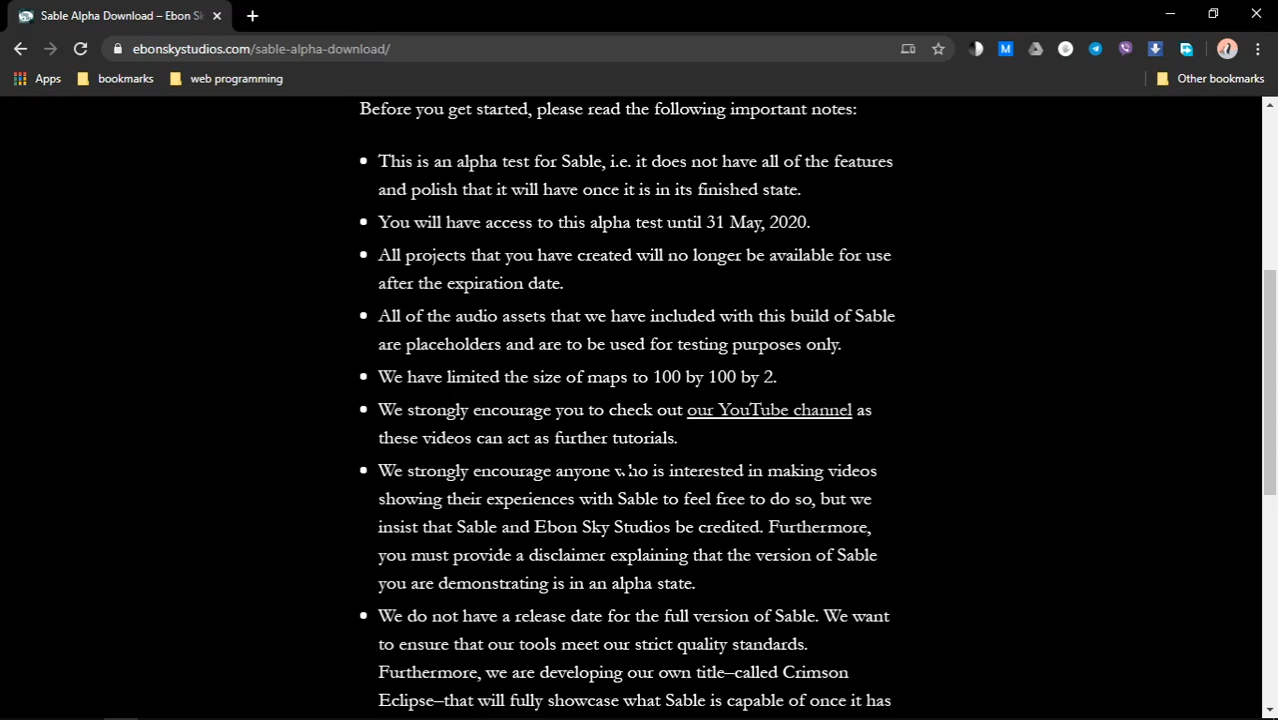 Sable Alpha Download – Ebon Sk
ebonskystudios.com/sable-alpha-download/
M
Apps
bookmarks
web programming
Other bookmarks
Before you get started, please read the following important notes:
• This is an alpha test for Sable, i.e. it does not have all of the features
and polish that it will have once it is in its finished state.
• You will have access to this alpha test until 31 May, 2020.
• All projects that you have created will no longer be available for use
after the expiration date.
• All of the audio assets that we have included with this build of Sable
are placeholders and are to be used for testing purposes only.
• We have limited the size of maps to 100 by 100 by 2.
• We strongly encourage you to check out our YouTube channel as
these videos can act as further tutorials.
• We strongly encourage anyone who is interested in making videos
showing their experiences with Sable to feel free to do so, but we
insist that Sable and Ebon Sky Studios be credited. Furthermore,
you must provide a disclaimer explaining that the version of Sable
you are demonstrating is in an alpha state.
• We do not have a release date for the full version of Sable. We want
to ensure that our tools meet our strict quality standards.
Furthermore, we are developing our own title–called Crimson
Eclipse–that will fully showcase what Sable is capable of once it has